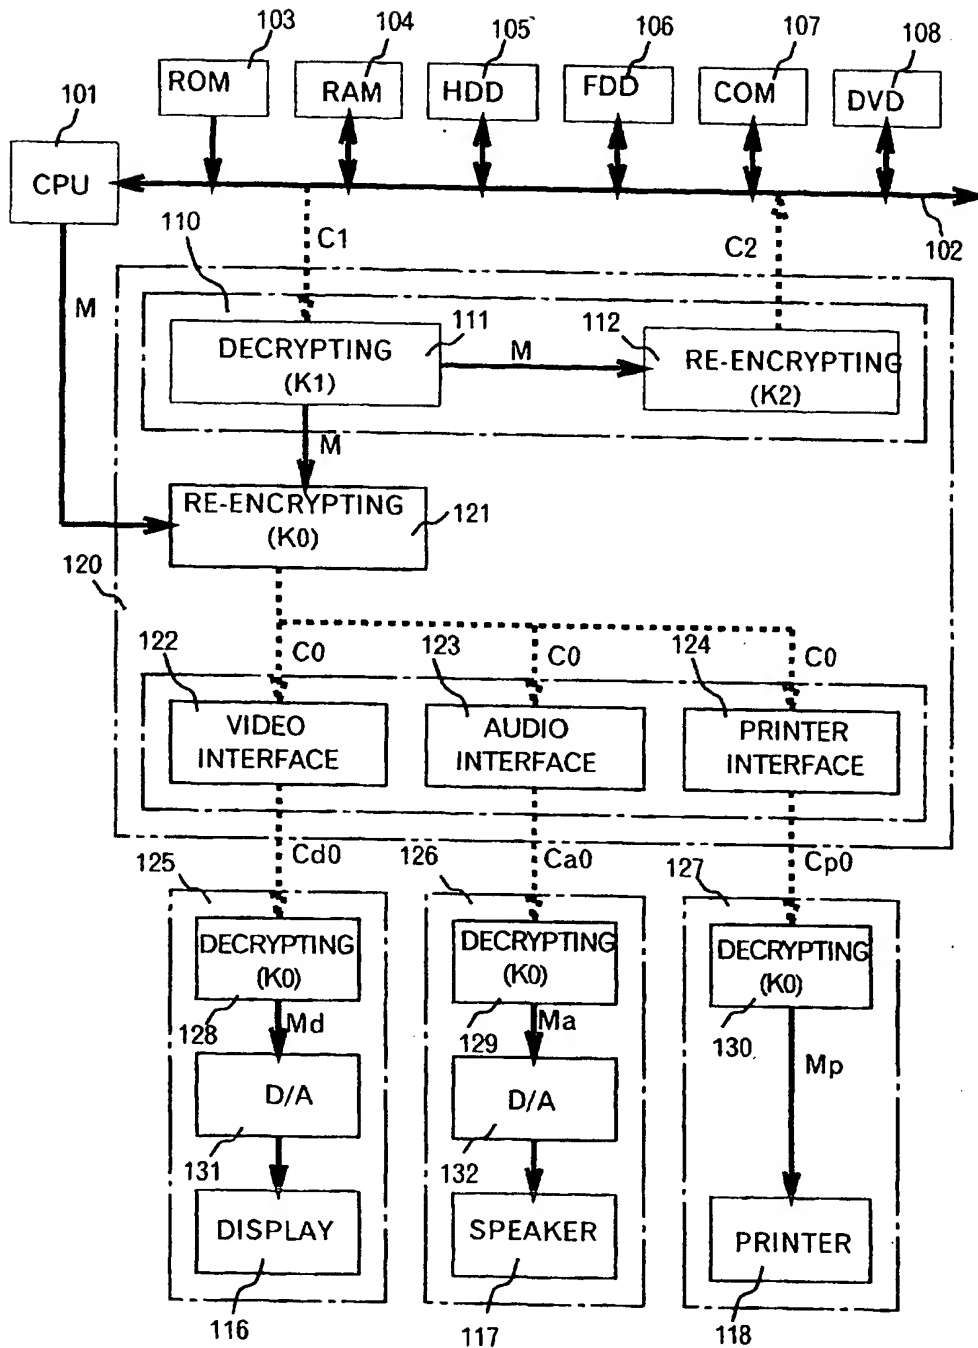 103
104
105
106
107
108
101
ROM
RAM
HDD
FDD
COM
DVD
CPU
102
110
C1
C2
M
111
112
DECRYPTING
(K1)
M
RE-ENCRYPTING
(K2)
M
RE-ENCRYPTING
(K0)
121
120
122
C0
123
C0
124
C0
VIDEO
INTERFACE
AUDIO
INTERFACE
PRINTER
INTERFACE
125
Cd0
126
Ca0
127
Cp0
DECRYPTING
(K0)
DECRYPTING
(K0)
DECRYPTING
(K0)
128
Md
129
Ma
130
Mp
D/A
D/A
131
132
DISPLAY
SPEAKER
PRINTER
116
117
118